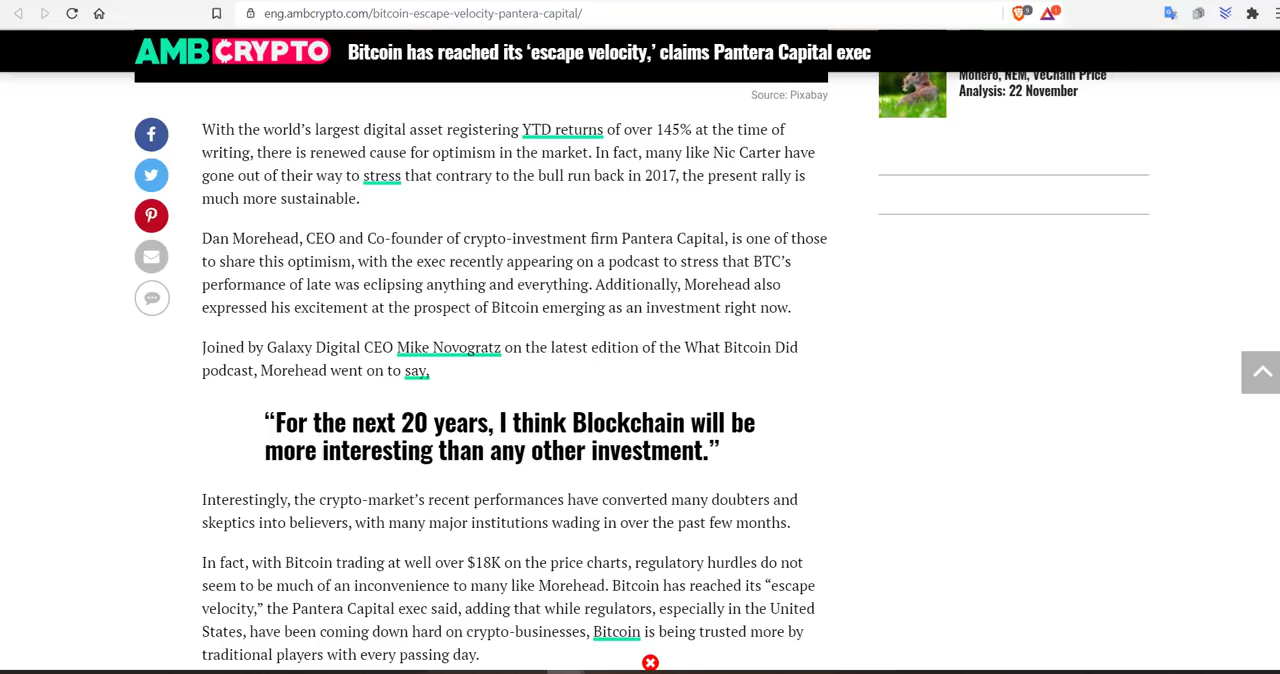 eng.ambcrypto.com/bitcoin-escape-velocity-pantera-capital/
9
1
AMBCRYPTO
Bitcoin has reached its ‘escape velocity,’ claims Pantera Capital exec
Monero, NEM, VeChain Price
Analysis: 22 November
Source: Pixabay
With the world’s largest digital asset registering YTD returns of over 145% at the time of
writing, there is renewed cause for optimism in the market. In fact, many like Nic Carter have
gone out of their way to stress that contrary to the bull run back in 2017, the present rally is
much more sustainable.
Dan Morehead, CEO and Co-founder of crypto-investment firm Pantera Capital, is one of those
to share this optimism, with the exec recently appearing on a podcast to stress that BTC’s
performance of late was eclipsing anything and everything. Additionally, Morehead also
expressed his excitement at the prospect of Bitcoin emerging as an investment right now.
Joined by Galaxy Digital CEO Mike Novogratz on the latest edition of the What Bitcoin Did
podcast, Morehead went on to say,
“For the next 20 years, I think Blockchain will be
more interesting than any other investment.”
Interestingly, the crypto-market’s recent performances have converted many doubters and
skeptics into believers, with many major institutions wading in over the past few months.
In fact, with Bitcoin trading at well over $18K on the price charts, regulatory hurdles do not
seem to be much of an inconvenience to many like Morehead. Bitcoin has reached its “escape
velocity,” the Pantera Capital exec said, adding that while regulators, especially in the United
States, have been coming down hard on crypto-businesses, Bitcoin is being trusted more by
traditional players with every passing day.